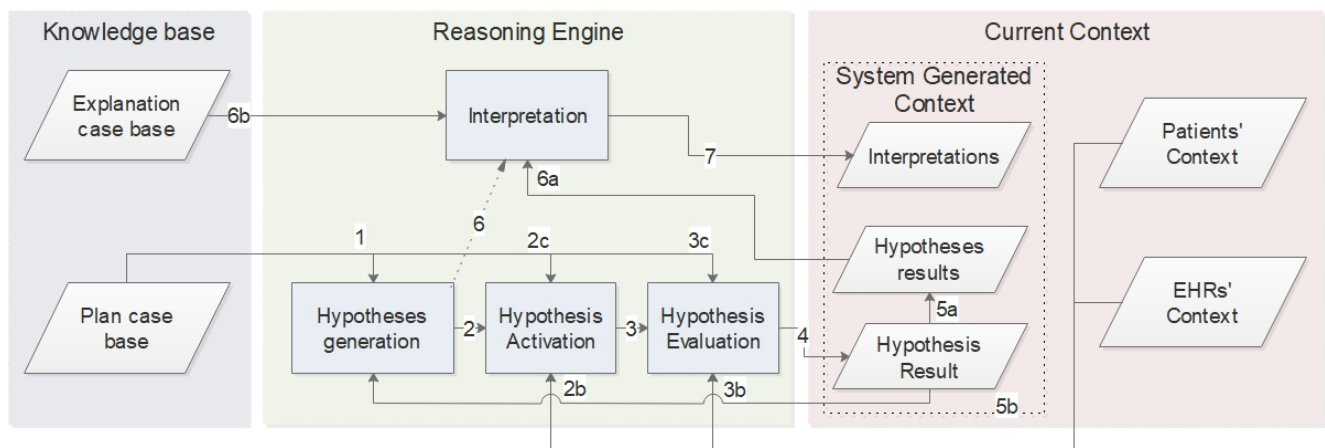 Knowledge base
Reasoning Engine
Current Context
System Generated
Context
Explanation
case base
6b
Interpretation
7
Interpretations
Patients'
Context
6a
6
1
2c
3c
Hypotheses
results
Plan case
base
Hypotheses
generation
2
Hypothesis
Activation
3
Hypothesis
Evaluation
4
5a
Hypothesis
Result
EHRs'
Context
2b
3b
5b